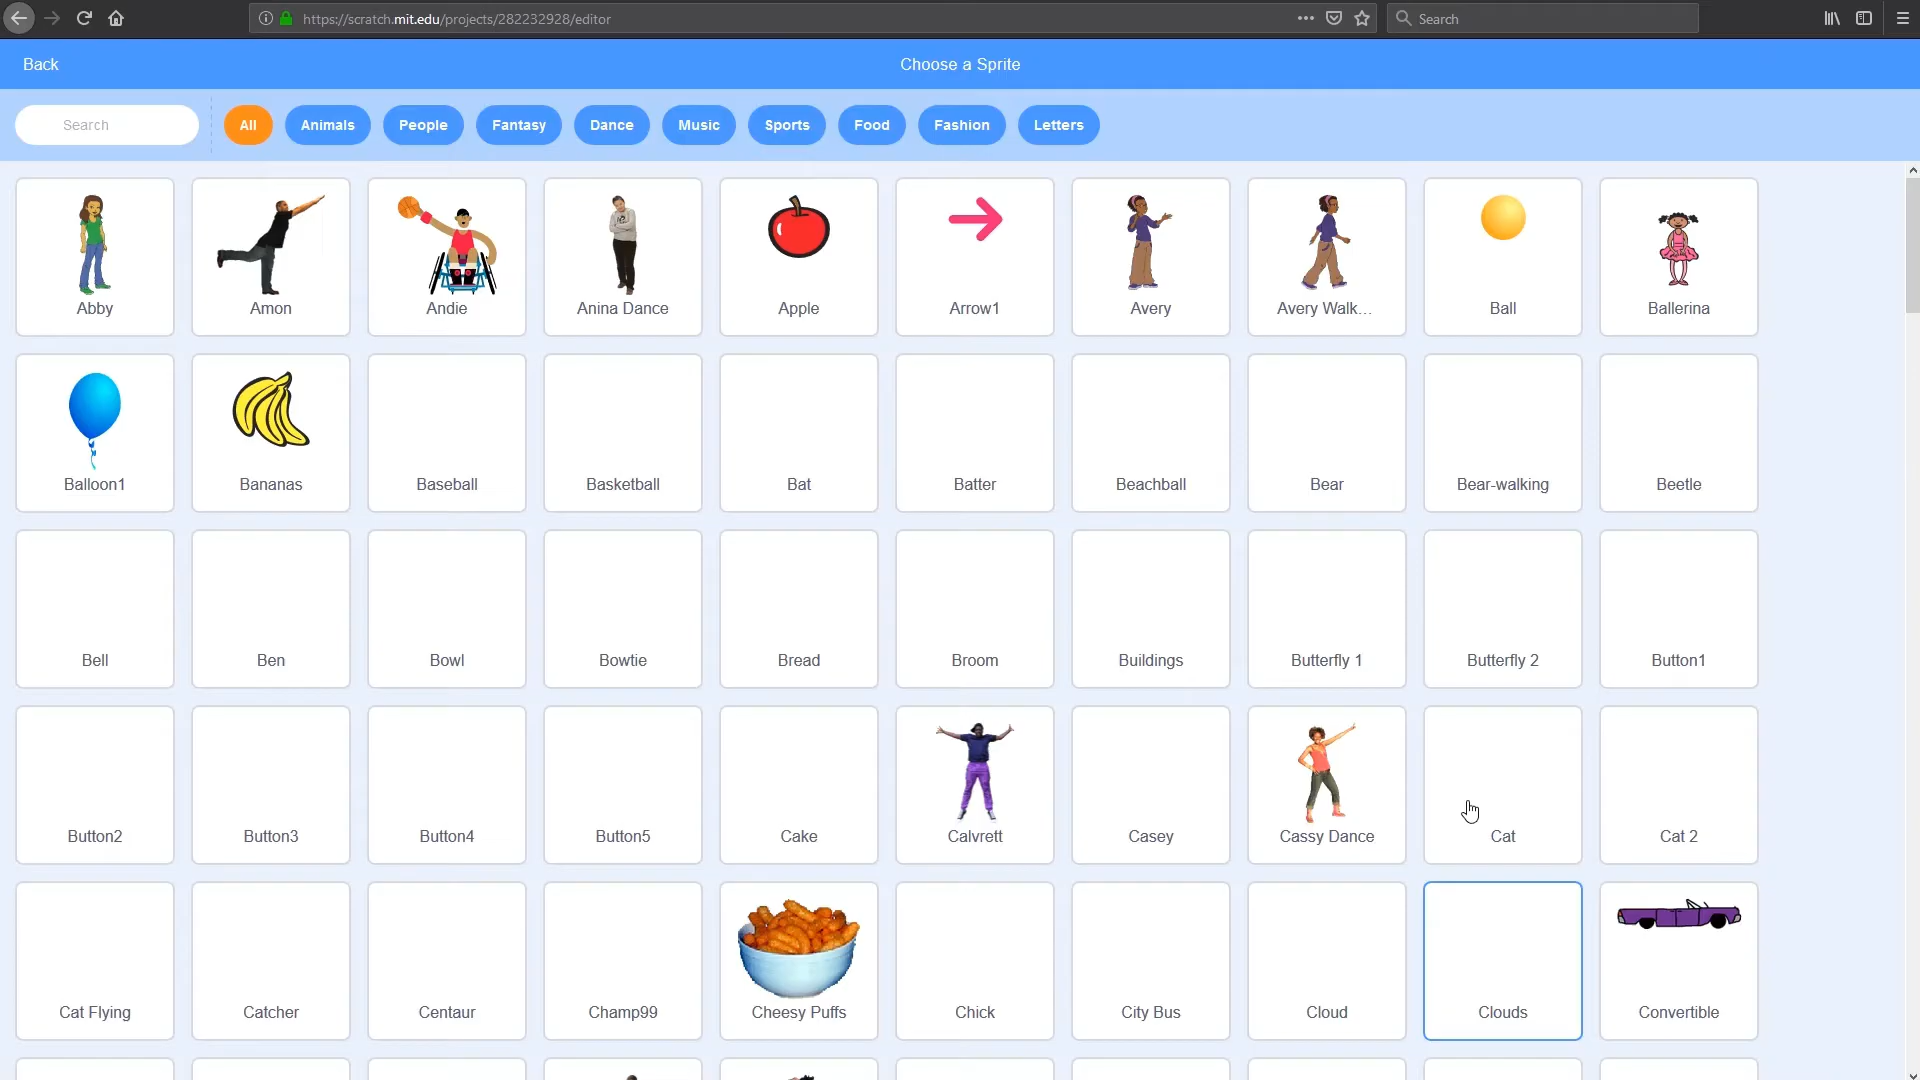 https://scratch.mit.edu/projects/282232928/editor
Search
Back
Choose a Sprite
Search
All
Animals
People
Fantasy
Dance
Music
Sports
Food
Fashion
Letters
Abby
Amon
Andie
Anina Dance
Apple
Arrow1
Avery
Avery Walk...
Ball
Ballerina
Balloon1
Bananas
Baseball
Basketball
Bat
Batter
Beachball
Bear
Bear-walking
Beetle
Bell
Ben
Bowl
Bowtie
Bread
Broom
Buildings
Butterfly 1
Butterfly 2
Button1
Button2
Button3
Button4
Button5
Cake
Calvrett
Casey
Cassy Dance
Cat
Cat 2
Cat Flying
Catcher
Centaur
Champ99
Cheesy Puffs
Chick
City Bus
Cloud
Clouds
Convertible